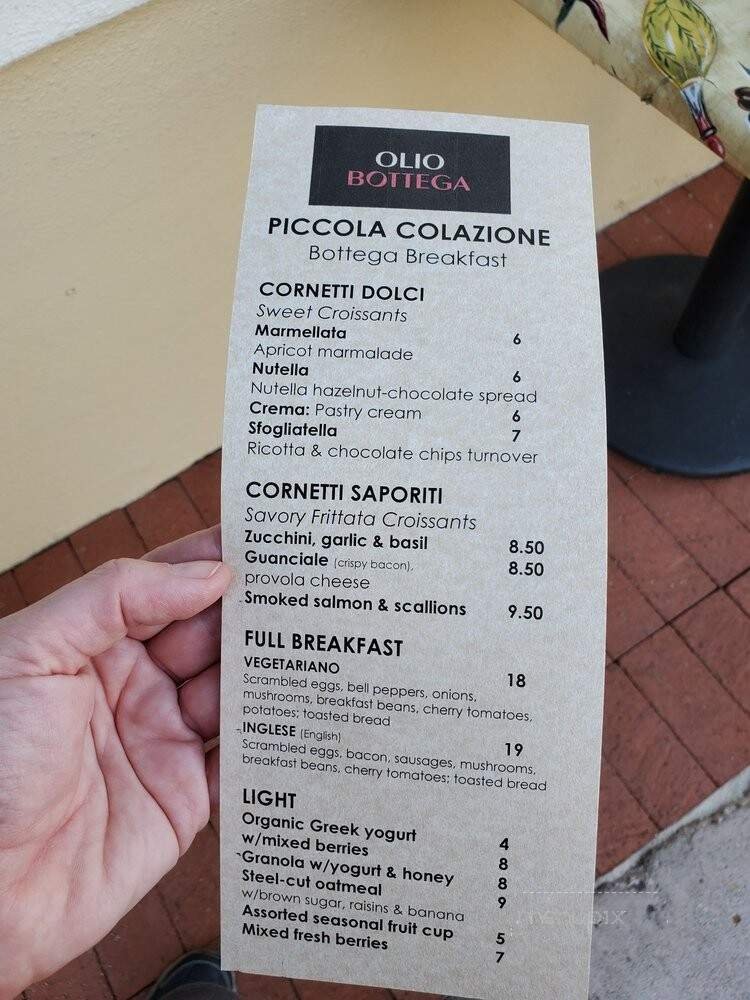 OLIO
BOTTEGA
PICCOLA COLAZIONE
Bottega Breakfast
CORNETTI DOLCI
Sweet Croissants
Marmellata 6
Apricot marmalade
Nutella 6
Nutella hazelnut-chocolate spread
Crema: Pastry cream 6
Sfogliatella 7
Ricotta & chocolate chips turnover
CORNETTI SAPORITI
Savory Frittata Croissants
Zucchini, garlic & basil 8.50
Guanciale (crispy bacon), 8.50
provola cheese
Smoked salmon & scallions 9.50
FULL BREAKFAST
VEGETARIANO 18
Scrambled eggs, bell peppers, onions,
mushrooms, breakfast beans, cherry tomatoes,
potatoes; toasted bread
INGLESE (English) 19
Scrambled eggs, bacon, sausages, mushrooms,
breakfast beans, cherry tomatoes; toasted bread
LIGHT
Organic Greek yogurt 4
w/mixed berries 8
Granola w/yogurt & honey 8
Steel-cut oatmeal 9
w/brown sugar, raisins & banana
Assorted seasonal fruit cup 5
Mixed fresh berries 7